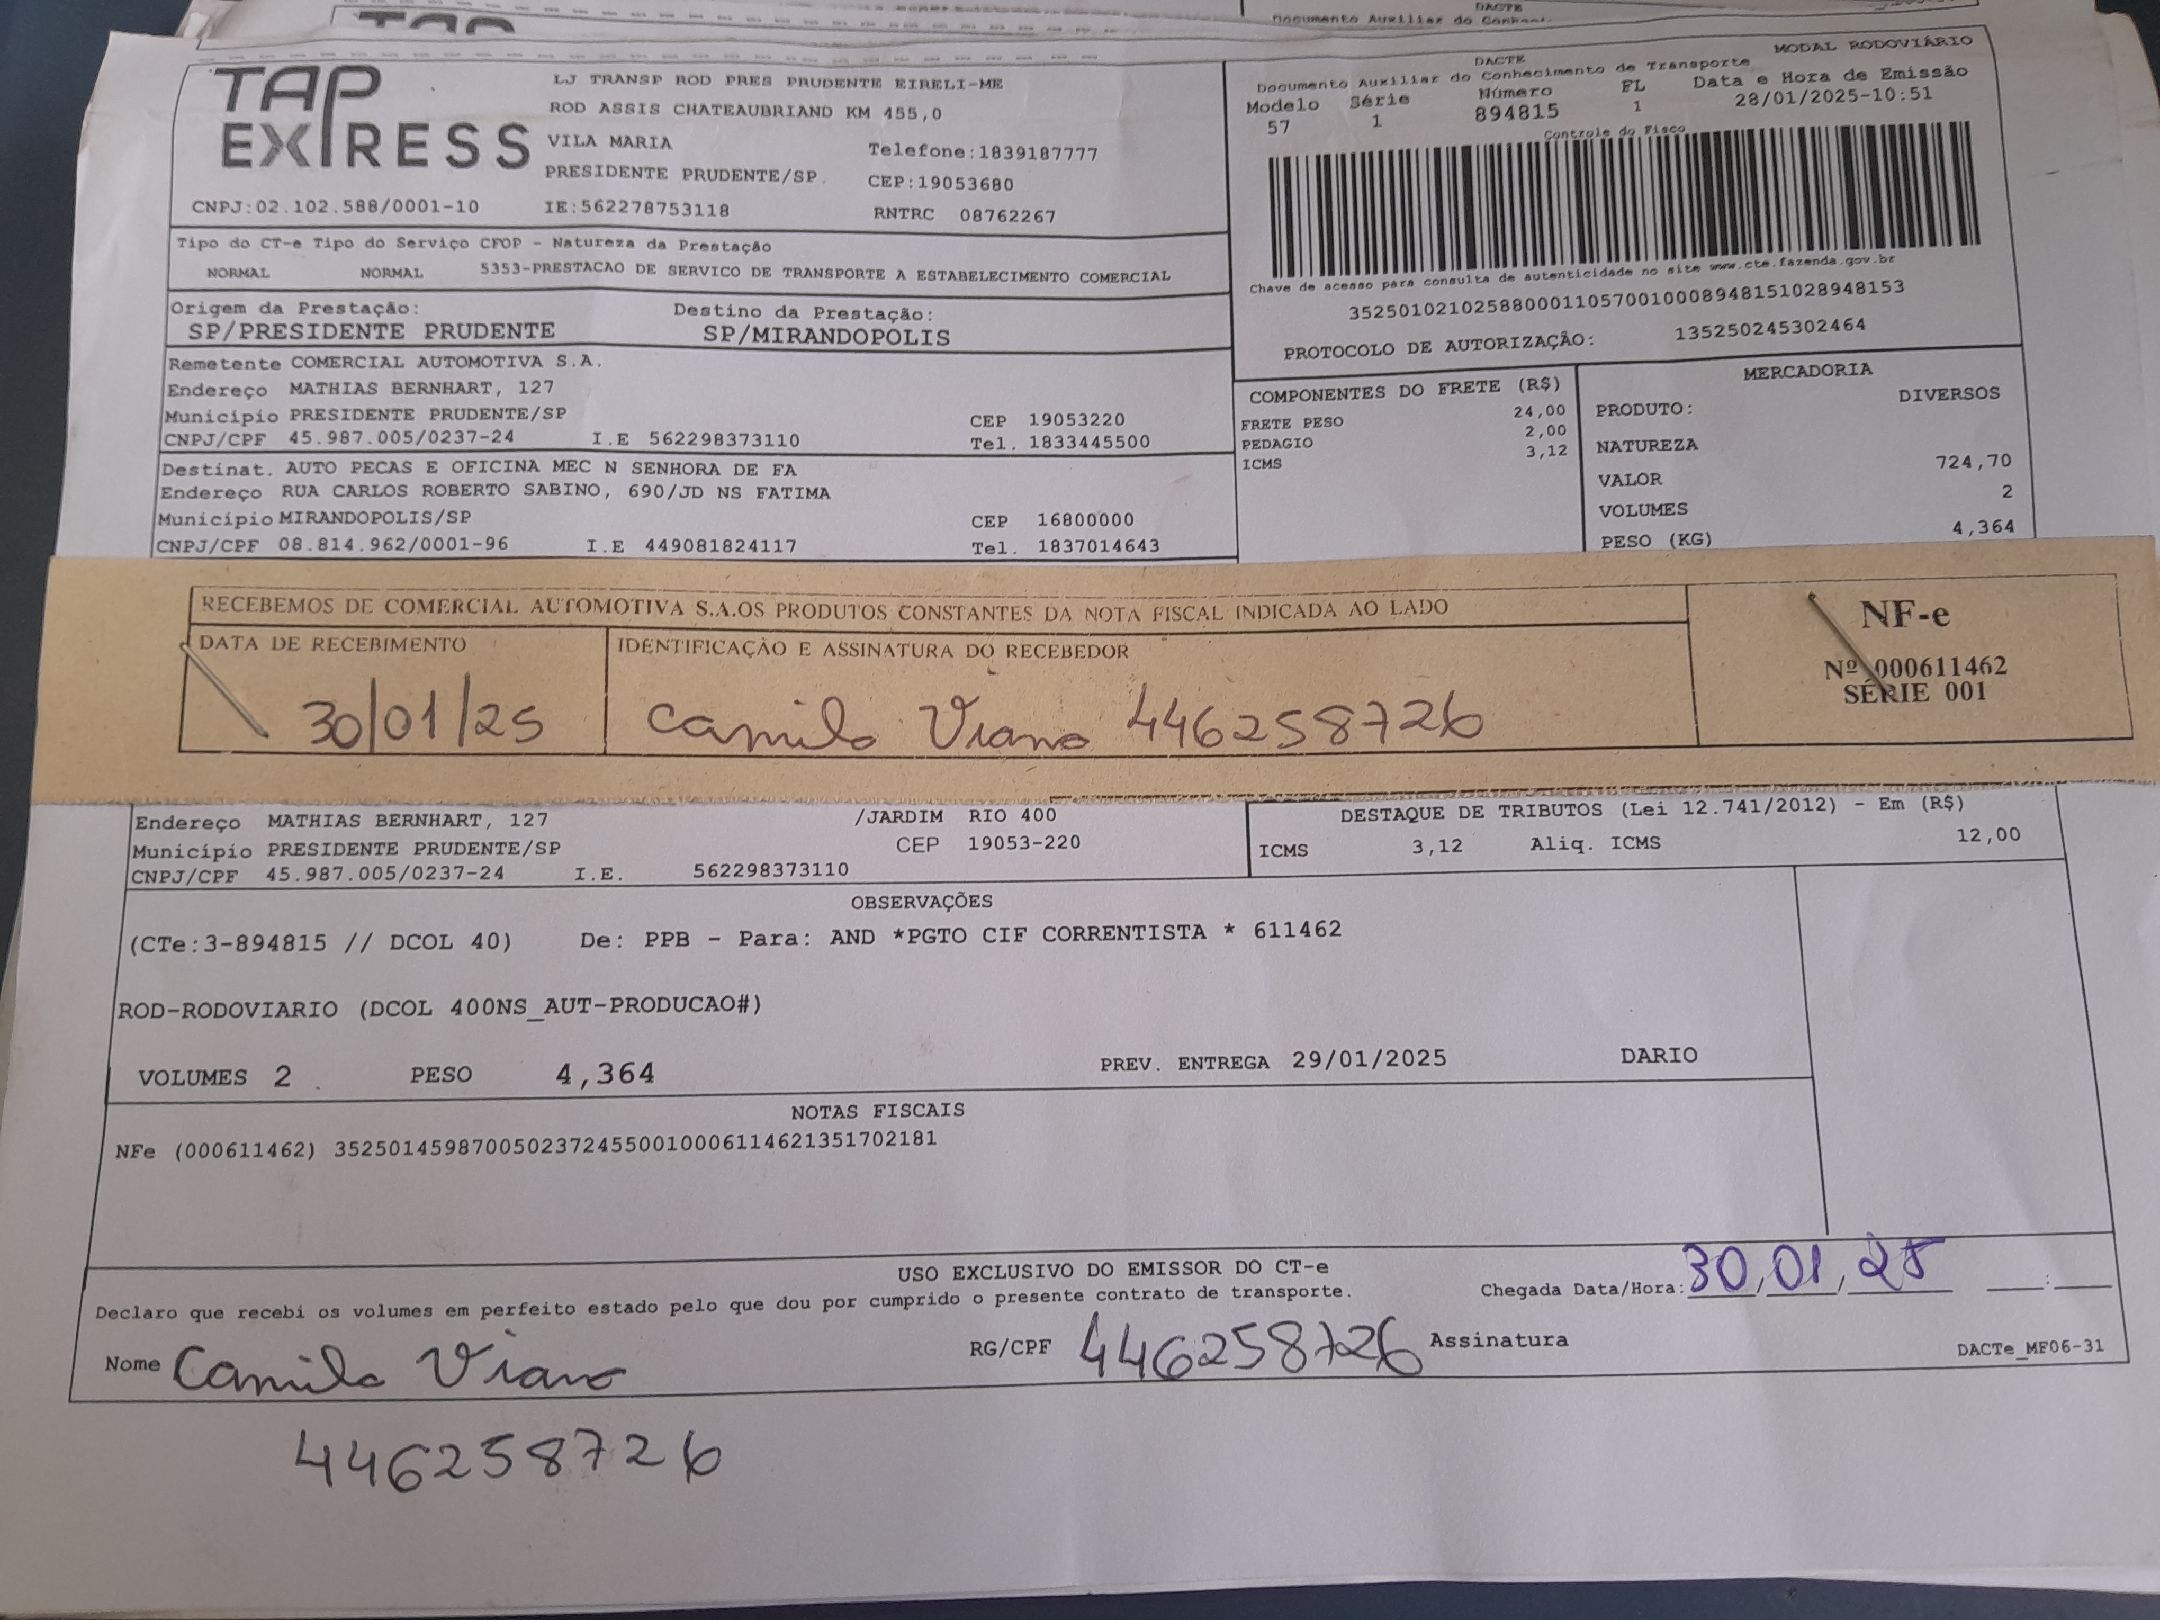 DACTE
TAP
LJ TRANSP ROD PRES PRUDENTE EIRELI-ME
TAP EXPRESS
ROD ASSIS CHATEAUBRIAND KM 455,0
VILA MARIA Telefone:1839187777
PRESIDENTE PRUDENTE/SP. CEP:19053680
CNPJ:02.102.588/0001-10 IE:562278753118 RNTRC 08762267
DACTE MODAL RODOVIÁRIO
Documento Auxiliar do Conhecimento de Transporte
Modelo Série Número FL Data e Hora de Emissão
57 1 894815 1 28/01/2025-10:51
Controle do Fisco
Chave de acesso para consulta de autenticidade no site www.cte.fazenda.gov.br
35250102102588000110570010008948151028948153
PROTOCOLO DE AUTORIZAÇÃO: 135250245302464
Tipo do CT-e Tipo do Serviço CFOP - Natureza da Prestação
NORMAL NORMAL 5353-PRESTACAO DE SERVICO DE TRANSPORTE A ESTABELECIMENTO COMERCIAL
Origem da Prestação: Destino da Prestação:
SP/PRESIDENTE PRUDENTE SP/MIRANDOPOLIS
Remetente COMERCIAL AUTOMOTIVA S.A.
Endereço MATHIAS BERNHART, 127
Município PRESIDENTE PRUDENTE/SP CEP 19053220
CNPJ/CPF 45.987.005/0237-24 I.E 562298373110 Tel. 1833445500
Destinat. AUTO PECAS E OFICINA MEC N SENHORA DE FA
Endereço RUA CARLOS ROBERTO SABINO, 690/JD NS FATIMA
Município MIRANDOPOLIS/SP CEP 16800000
CNPJ/CPF 08.814.962/0001-96 I.E 449081824117 Tel. 1837014643
COMPONENTES DO FRETE (R$)
FRETE PESO 24,00
PEDAGIO 2,00
ICMS 3,12
MERCADORIA
PRODUTO: DIVERSOS
NATUREZA
VALOR 724,70
VOLUMES 2
PESO (KG) 4,364
RECEBEMOS DE COMERCIAL AUTOMOTIVA S.A.OS PRODUTOS CONSTANTES DA NOTA FISCAL INDICADA AO LADO
DATA DE RECEBIMENTO IDENTIFICAÇÃO E ASSINATURA DO RECEBEDOR
30/01/25 Camila Viana 446258726
NF-e
Nº 000611462
SÉRIE 001
Endereço MATHIAS BERNHART, 127 /JARDIM RIO 400
Município PRESIDENTE PRUDENTE/SP CEP 19053-220
CNPJ/CPF 45.987.005/0237-24 I.E. 562298373110
DESTAQUE DE TRIBUTOS (Lei 12.741/2012) - Em (R$)
ICMS 3,12 Aliq. ICMS 12,00
OBSERVAÇÕES
(CTe:3-894815 // DCOL 40) De: PPB - Para: AND *PGTO CIF CORRENTISTA * 611462
ROD-RODOVIARIO (DCOL 400NS_AUT-PRODUCAO#)
VOLUMES 2 PESO 4,364 PREV. ENTREGA 29/01/2025 DARIO
NOTAS FISCAIS
NFe (000611462) 35250145987005023724550010006114621351702181
USO EXCLUSIVO DO EMISSOR DO CT-e
Declaro que recebi os volumes em perfeito estado pelo que dou por cumprido o presente contrato de transporte. Chegada Data/Hora: 30/01/25 :
Nome Camila Viana RG/CPF 446258726 Assinatura DACTe_MF06-31
446258726